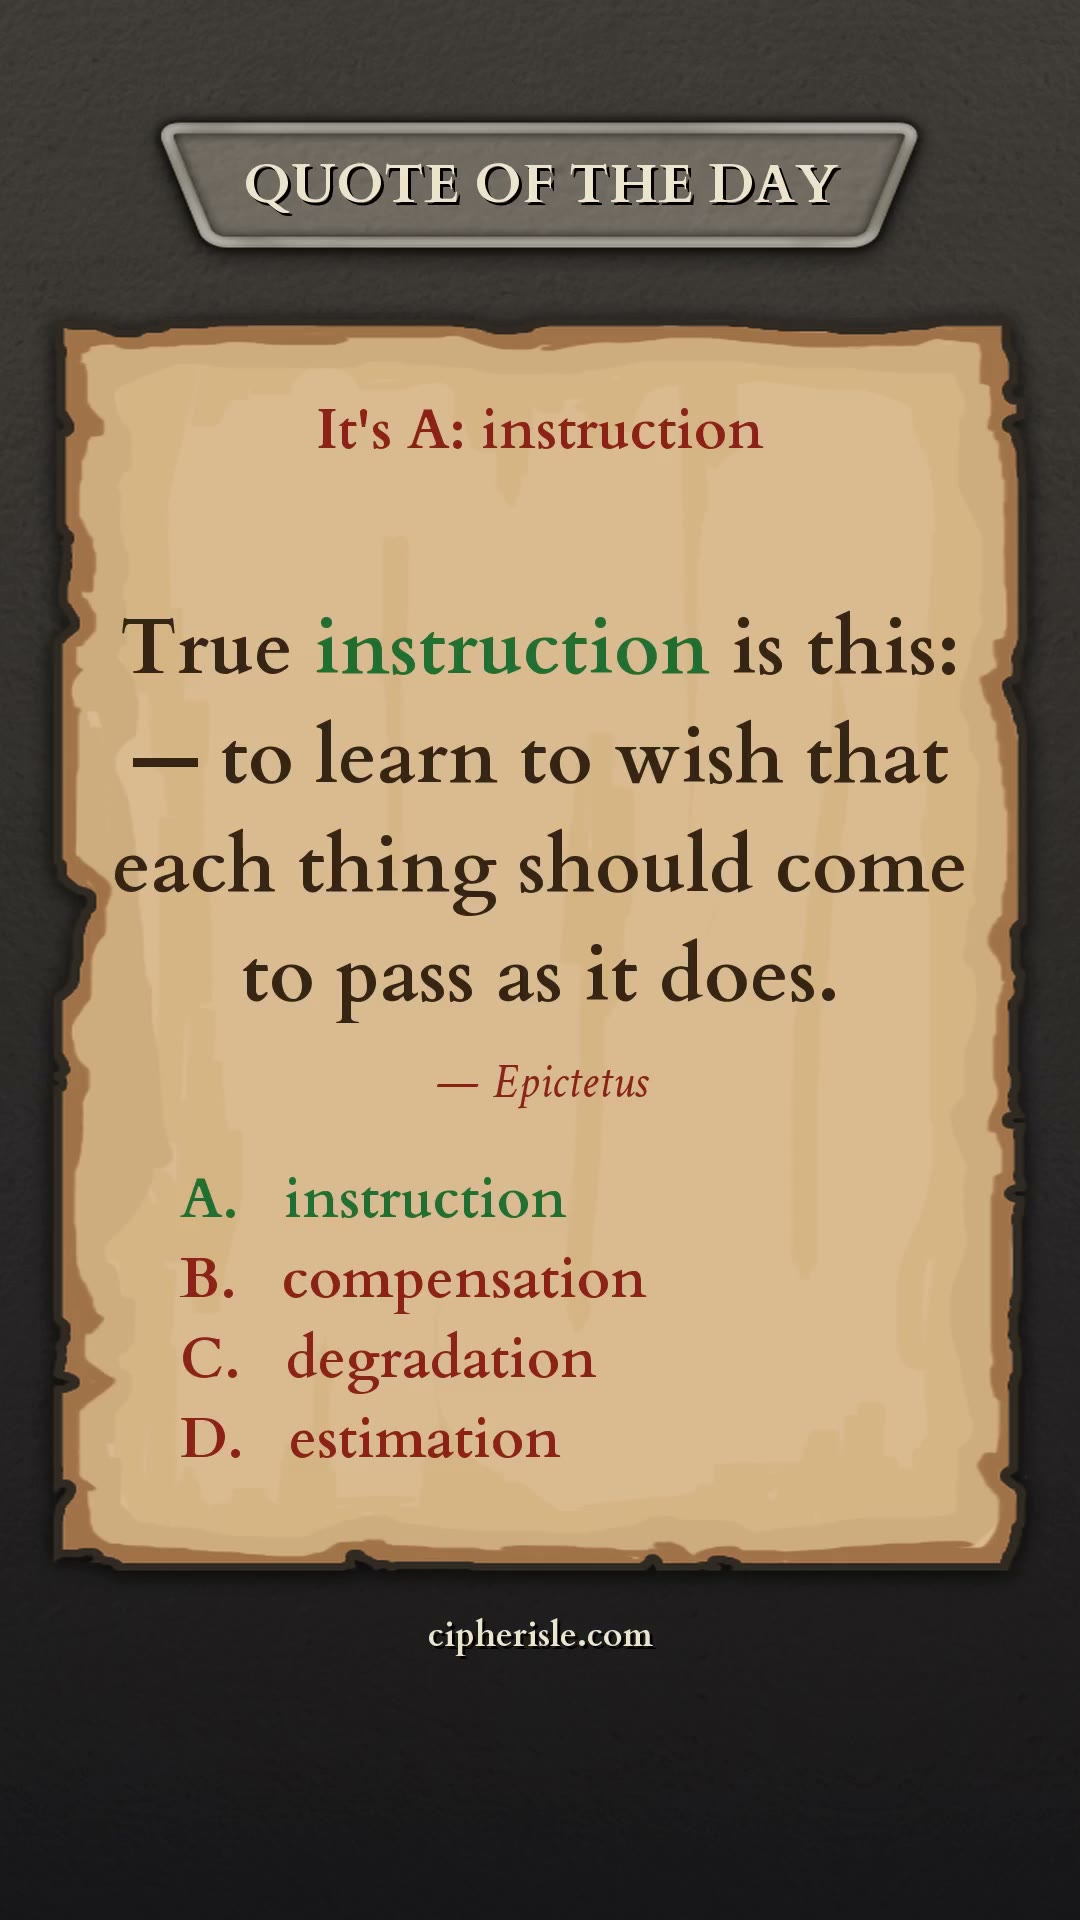 QUOTE OF THE DAY
It's A: instruction
True instruction is this:
— to learn to wish that
each thing should come
to pass as it does.
— Epictetus
A. instruction
B. compensation
C. degradation
D. estimation
cipherisle.com